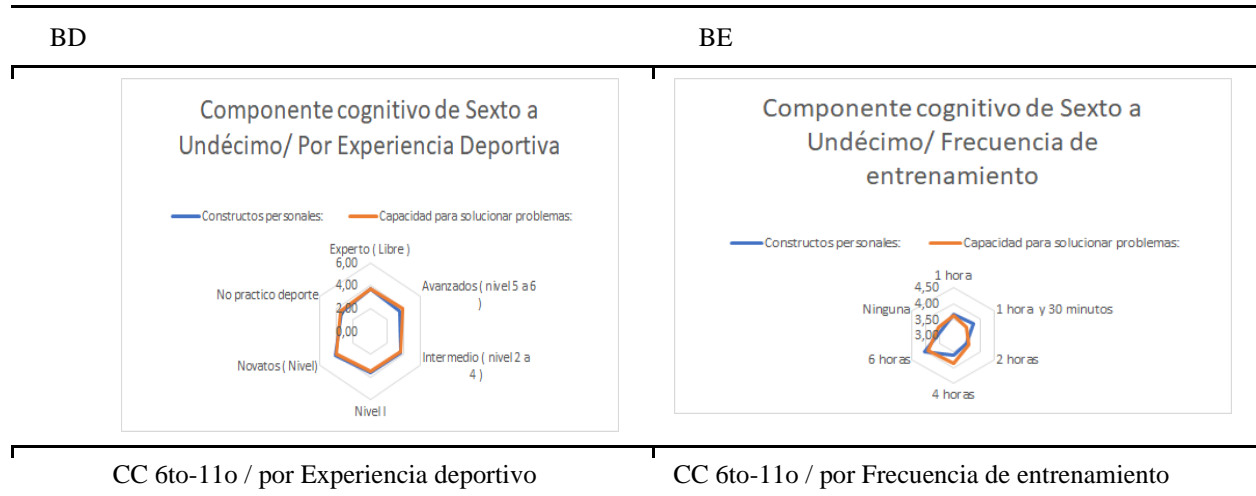 BD
BE
Componente cognitivo de Sexto a
Undécimo/ Por Experiencia Deportiva
Constructos personales:
Capacidad para solucionar problemas:
Experto ( Libre )
6,00
4,00
2,00
0,00
Avanzados ( nivel 5 a 6
)
Intermedio ( nivel 2 a
4 )
Nivel I
Novatos ( Nivel)
No practico deporte
Componente cognitivo de Sexto a
Undécimo/ Frecuencia de
entrenamiento
Constructos personales:
Capacidad para solucionar problemas:
1 hora
4,50
4,00
3,50
3,00
1 hora y 30 minutos
2 horas
4 horas
6 horas
Ninguna
CC 6to-11o / por Experiencia deportivo
CC 6to-11o / por Frecuencia de entrenamiento